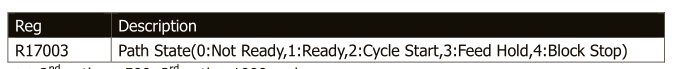 Reg Description
R17003 Path State(0:Not Ready,1:Ready,2:Cycle Start,3:Feed Hold,4:Block Stop)